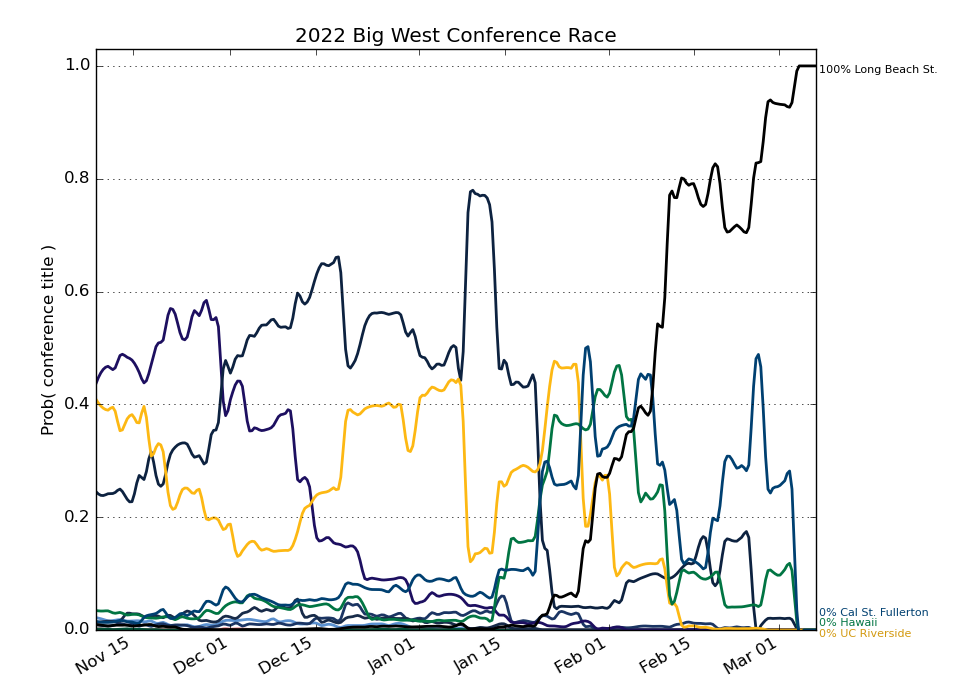 2022 Big West Conference Race
1.0
0.8
0.6
0.4
0.2
0.0
Prob( conference title )
Nov 15
Dec 01
Dec 15
Jan 01
Jan 15
Feb 01
Feb 15
Mar 01
100% Long Beach St.
0% Cal St. Fullerton
0% Hawaii
0% UC Riverside